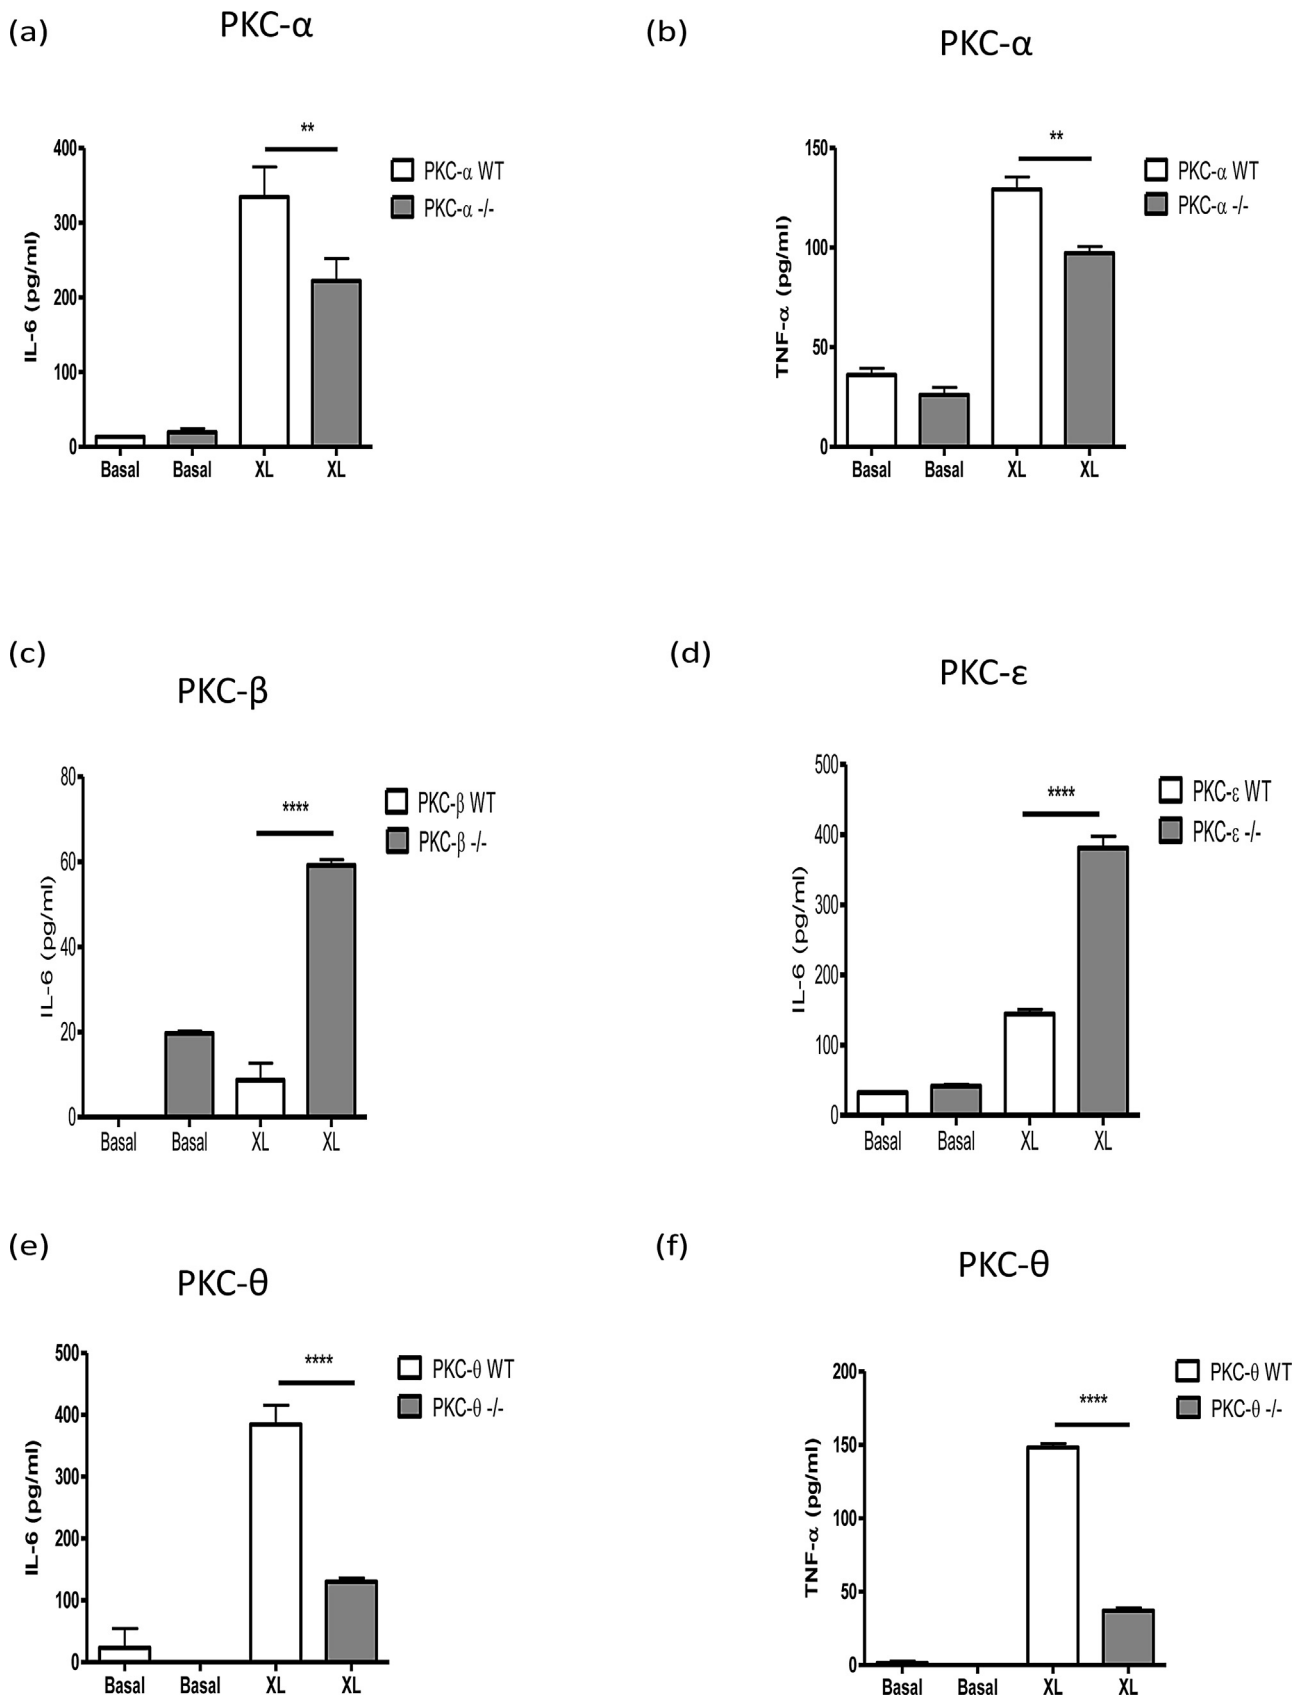 (a)
PKC-α
**
400
300
200
100
0
IL-6 (pg/ml)
Basal Basal XL XL
PKC-α WT
PKC-α -/-
(b)
PKC-α
**
150
100
50
0
TNF-α (pg/ml)
Basal Basal XL XL
PKC-α WT
PKC-α -/-
(c)
PKC-β
****
80
60
40
20
0
IL-6 (pg/ml)
Basal Basal XL XL
PKC-β WT
PKC-β -/-
(d)
PKC-ε
****
500
400
300
200
100
0
IL-6 (pg/ml)
Basal Basal XL XL
PKC-ε WT
PKC-ε -/-
(e)
PKC-θ
****
500
400
300
200
100
0
IL-6 (pg/ml)
Basal Basal XL XL
PKC-θ WT
PKC-θ -/-
(f)
PKC-θ
****
200
150
100
50
0
TNF-α (pg/ml)
Basal Basal XL XL
PKC-θ WT
PKC-θ -/-